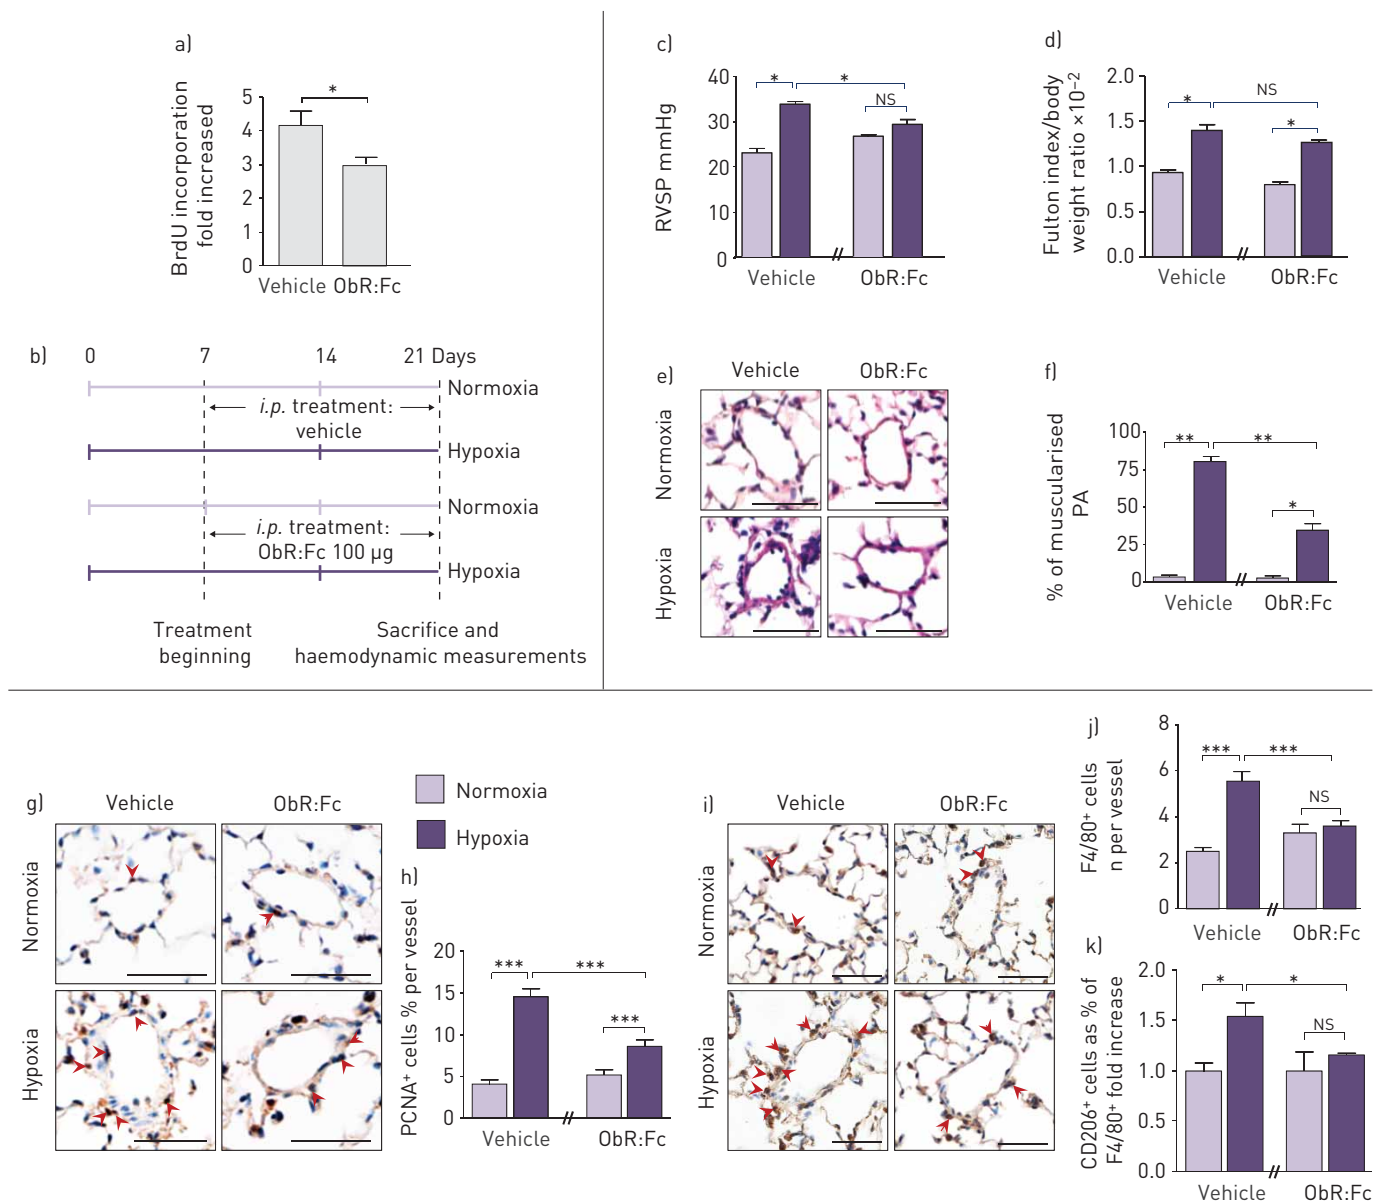 a)
*
5
4
3
2
1
0
BrdU incorporation
fold increased
Vehicle ObR:Fc
b)
0 7 14 21 Days
Normoxia
i.p. treatment:
vehicle
Hypoxia
Normoxia
i.p. treatment:
ObR:Fc 100 µg
Hypoxia
Treatment
beginning
Sacrifice and
haemodynamic measurements
c)
40
30
20
10
0
RVSP mmHg
* *
NS
Vehicle ObR:Fc
d)
2.0
1.5
1.0
0.5
0.0
Fulton index/body
weight ratio ×10⁻²
* NS
*
Vehicle ObR:Fc
e)
Vehicle ObR:Fc
Normoxia
Hypoxia
f)
100
75
50
25
0
% of muscularised
PA
** **
*
Vehicle ObR:Fc
g)
Vehicle ObR:Fc
Normoxia
Hypoxia
Normoxia
Hypoxia
h)
20
15
10
5
0
PCNA⁺ cells % per vessel
*** ***
***
Vehicle ObR:Fc
i)
Vehicle ObR:Fc
Normoxia
Hypoxia
j)
8
6
4
2
0
F4/80⁺ cells
n per vessel
*** ***
NS
Vehicle ObR:Fc
k)
2.0
1.5
1.0
0.5
0.0
CD206⁺ cells as % of
F4/80⁺ fold increase
* *
NS
Vehicle ObR:Fc